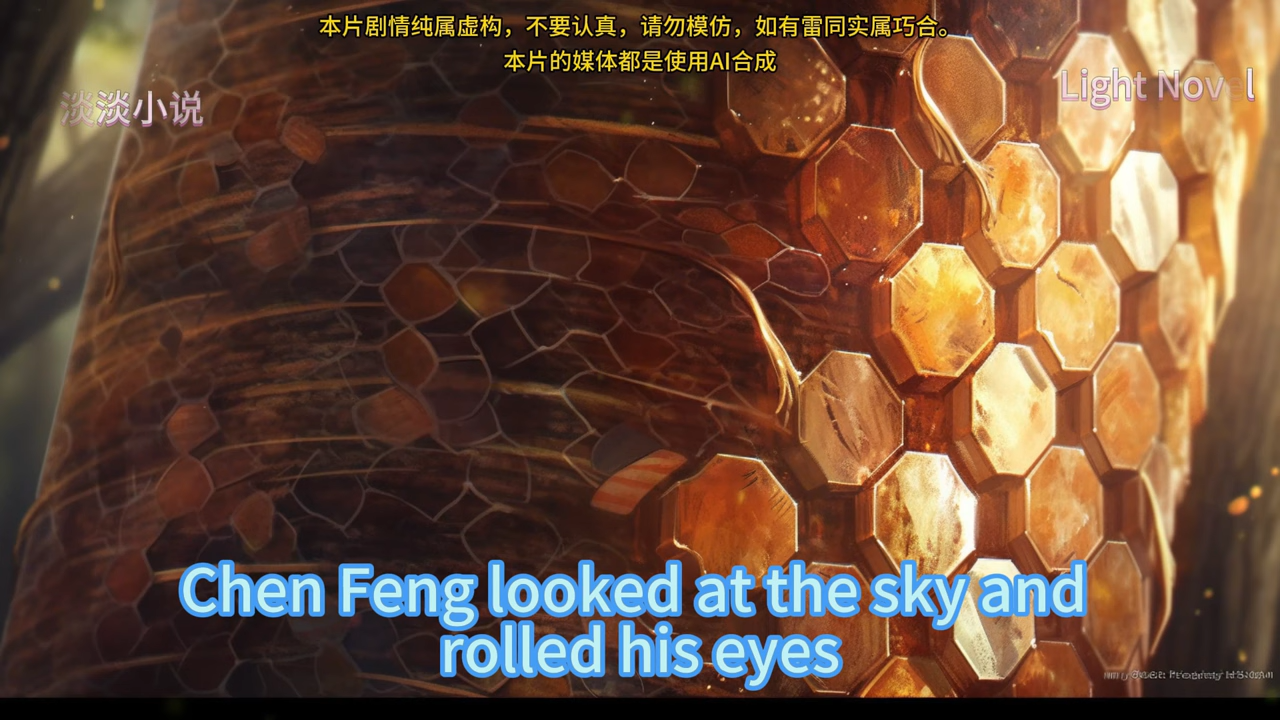 本片剧情纯属虚构，不要认真，请勿模仿，如有雷同实属巧合。
本片的媒体都是使用AI合成
淡淡小说
Light Novel
Chen Feng looked at the sky and
rolled his eyes